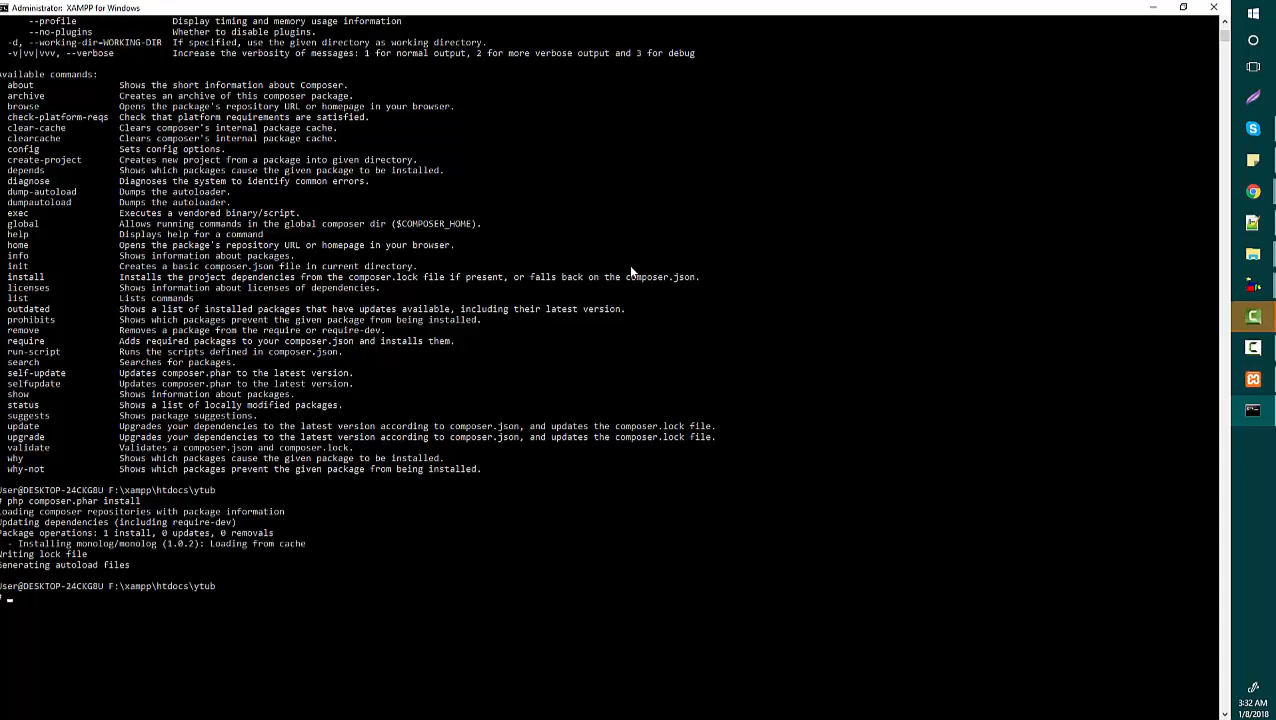 Administrator: XAMPP for Windows
--profile Display timing and memory usage information
--no-plugins Whether to disable plugins.
-d, --working-dir=WORKING-DIR If specified, use the given directory as working directory.
-v|vv|vvv, --verbose Increase the verbosity of messages: 1 for normal output, 2 for more verbose output and 3 for debug
Available commands:
about Shows the short information about Composer.
archive Creates an archive of this composer package.
browse Opens the package's repository URL or homepage in your browser.
check-platform-reqs Check that platform requirements are satisfied.
clear-cache Clears composer's internal package cache.
clearcache Clears composer's internal package cache.
config Sets config options.
create-project Creates new project from a package into given directory.
depends Shows which packages cause the given package to be installed.
diagnose Diagnoses the system to identify common errors.
dump-autoload Dumps the autoloader.
dumpautoload Dumps the autoloader.
exec Executes a vendored binary/script.
global Allows running commands in the global composer dir ($COMPOSER_HOME).
help Displays help for a command
home Opens the package's repository URL or homepage in your browser.
info Shows information about packages.
init Creates a basic composer.json file in current directory.
install Installs the project dependencies from the composer.lock file if present, or falls back on the composer.json.
licenses Shows information about licenses of dependencies.
list Lists commands
outdated Shows a list of installed packages that have updates available, including their latest version.
prohibits Shows which packages prevent the given package from being installed.
remove Removes a package from the require or require-dev.
require Adds required packages to your composer.json and installs them.
run-script Runs the scripts defined in composer.json.
search Searches for packages.
self-update Updates composer.phar to the latest version.
selfupdate Updates composer.phar to the latest version.
show Shows information about packages.
status Shows a list of locally modified packages.
suggests Shows package suggestions.
update Upgrades your dependencies to the latest version according to composer.json, and updates the composer.lock file.
upgrade Upgrades your dependencies to the latest version according to composer.json, and updates the composer.lock file.
validate Validates a composer.json and composer.lock.
why Shows which packages cause the given package to be installed.
why-not Shows which packages prevent the given package from being installed.
User@DESKTOP-24CKG8U F:\xampp\htdocs\ytub
# php composer.phar install
Loading composer repositories with package information
Updating dependencies (including require-dev)
Package operations: 1 install, 0 updates, 0 removals
- Installing monolog/monolog (1.0.2): Loading from cache
Writing lock file
Generating autoload files
User@DESKTOP-24CKG8U F:\xampp\htdocs\ytub
#
3:32 AM
1/8/2018